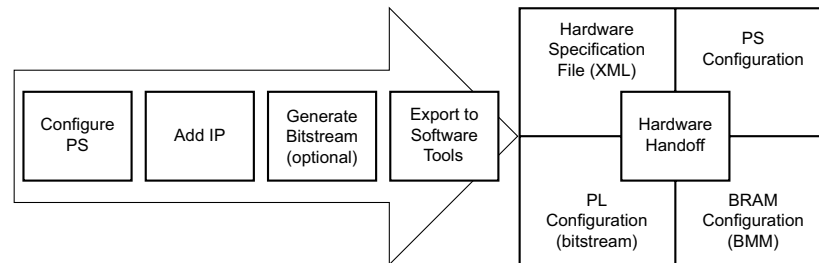 Configure
PS
Add IP
Generate
Bitstream
(optional)
Export to
Software
Tools
Hardware
Specification
File (XML)
PS
Configuration
Hardware
Handoff
PL
Configuration
(bitstream)
BRAM
Configuration
(BMM)